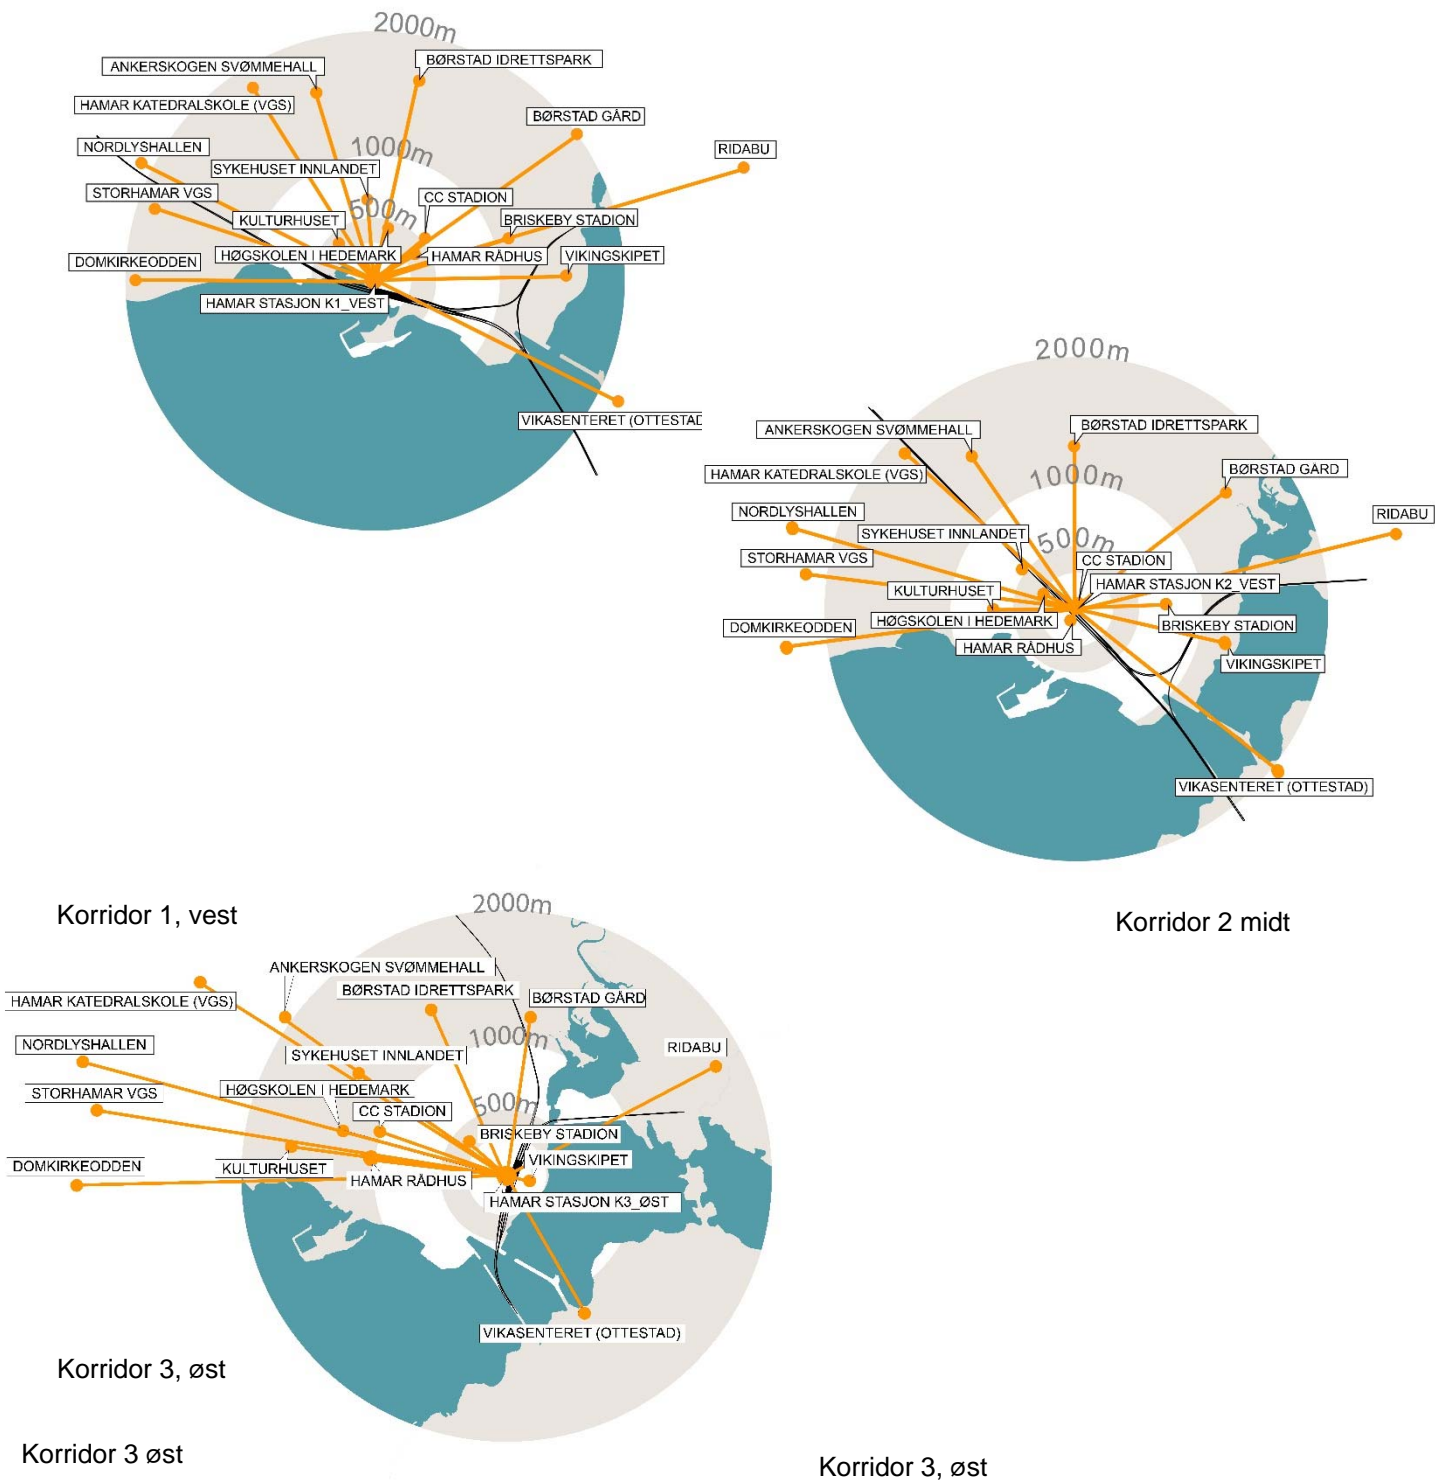 2000m
ANKERSKOGEN SVØMMEHALL
BØRSTAD IDRETTSPARK
HAMAR KATEDRALSKOLE (VGS)
BØRSTAD GÅRD
NORDLYSHALLEN
1000m
RIDABU
SYKEHUSET INNLANDET
STORHAMAR VGS
CC STADION
500m
KULTURHUSET
BRISKEBY STADION
HØGSKOLEN I HEDEMARK
HAMAR RÅDHUS
VIKINGSKIPET
DOMKIRKEODDEN
HAMAR STASJON K1_VEST
VIKASENTERET (OTTESTAD
2000m
ANKERSKOGEN SVØMMEHALL
BØRSTAD IDRETTSPARK
HAMAR KATEDRALSKOLE (VGS)
BØRSTAD GÅRD
1000m
NORDLYSHALLEN
RIDABU
SYKEHUSET INNLANDET
500m
STORHAMAR VGS
CC STADION
HAMAR STASJON K2_VEST
KULTURHUSET
HØGSKOLEN I HEDEMARK
BRISKEBY STADION
DOMKIRKEODDEN
HAMAR RÅDHUS
VIKINGSKIPET
VIKASENTERET (OTTESTAD)
Korridor 1, vest
Korridor 2 midt
2000m
ANKERSKOGEN SVØMMEHALL
BØRSTAD IDRETTSPARK
HAMAR KATEDRALSKOLE (VGS)
BØRSTAD GÅRD
1000m
NORDLYSHALLEN
SYKEHUSET INNLANDET
RIDABU
STORHAMAR VGS
HØGSKOLEN I HEDEMARK
500m
CC STADION
BRISKEBY STADION
DOMKIRKEODDEN
KULTURHUSET
VIKINGSKIPET
HAMAR RÅDHUS
HAMAR STASJON K3_ØST
VIKASENTERET (OTTESTAD)
Korridor 3, øst
Korridor 3 øst
Korridor 3, øst